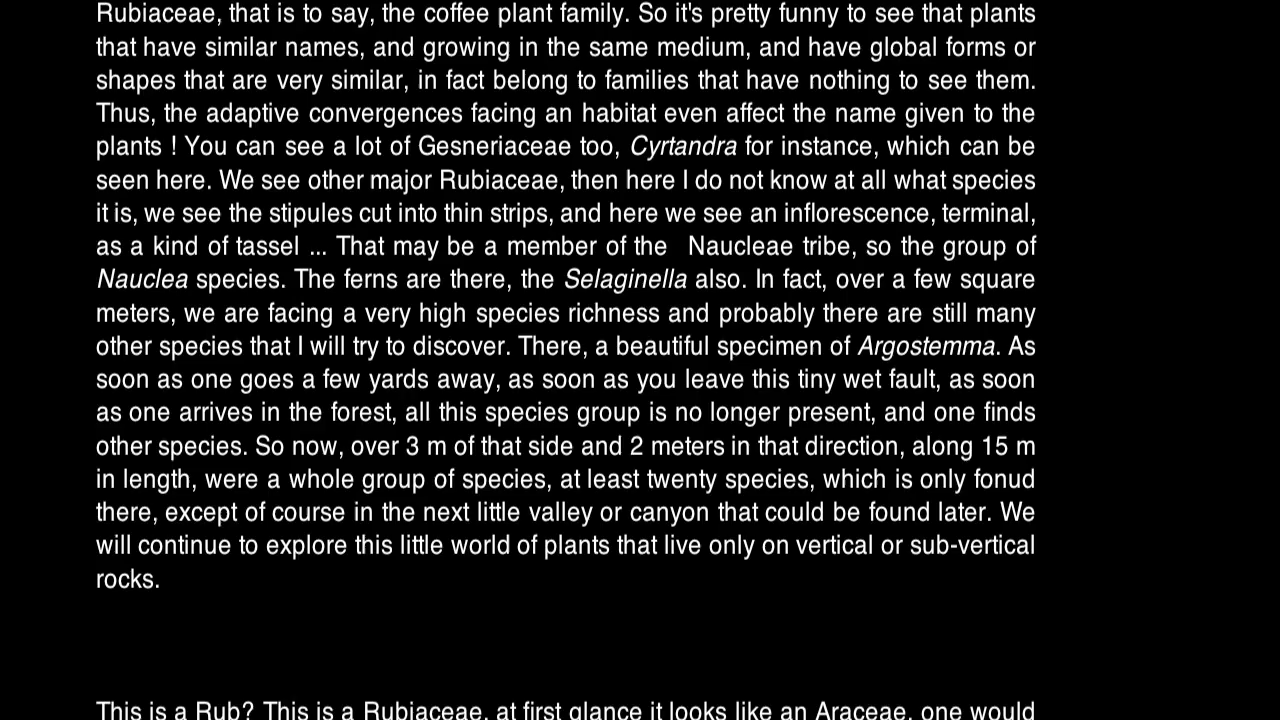 Rubiaceae, that is to say, the coffee plant family. So it's pretty funny to see that plants
that have similar names, and growing in the same medium, and have global forms or
shapes that are very similar, in fact belong to families that have nothing to see them.
Thus, the adaptive convergences facing an habitat even affect the name given to the
plants ! You can see a lot of Gesneriaceae too, Cyrtandra for instance, which can be
seen here. We see other major Rubiaceae, then here I do not know at all what species
it is, we see the stipules cut into thin strips, and here we see an inflorescence, terminal,
as a kind of tassel ... That may be a member of the Naucleae tribe, so the group of
Nauclea species. The ferns are there, the Selaginella also. In fact, over a few square
meters, we are facing a very high species richness and probably there are still many
other species that I will try to discover. There, a beautiful specimen of Argostemma. As
soon as one goes a few yards away, as soon as you leave this tiny wet fault, as soon
as one arrives in the forest, all this species group is no longer present, and one finds
other species. So now, over 3 m of that side and 2 meters in that direction, along 15 m
in length, were a whole group of species, at least twenty species, which is only fonud
there, except of course in the next little valley or canyon that could be found later. We
will continue to explore this little world of plants that live only on vertical or sub-vertical
rocks.
This is a Rub? This is a Rubiaceae, at first glance it looks like an Araceae, one would